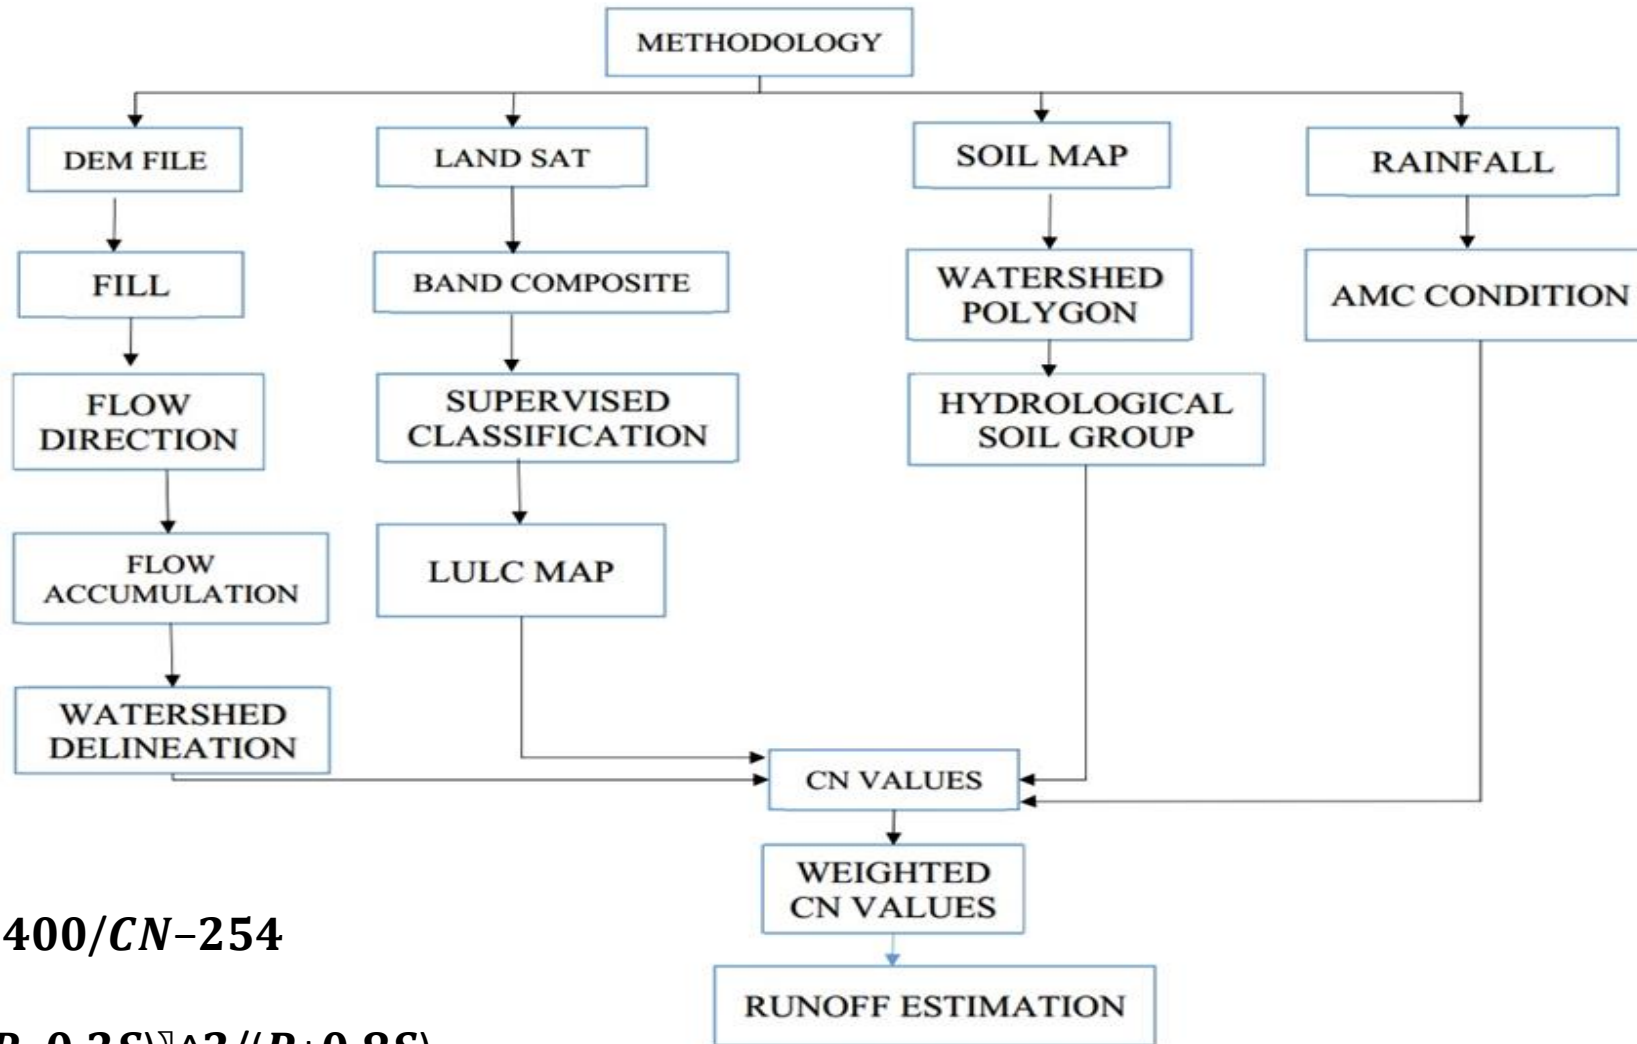 METHODOLOGY
DEM FILE
LAND SAT
SOIL MAP
RAINFALL
FILL
BAND COMPOSITE
WATERSHED
POLYGON
AMC CONDITION
FLOW
DIRECTION
SUPERVISED
CLASSIFICATION
HYDROLOGICAL
SOIL GROUP
FLOW
ACCUMULATION
LULC MAP
WATERSHED
DELINEATION
CN VALUES
WEIGHTED
CN VALUES
400/CN–254
RUNOFF ESTIMATION